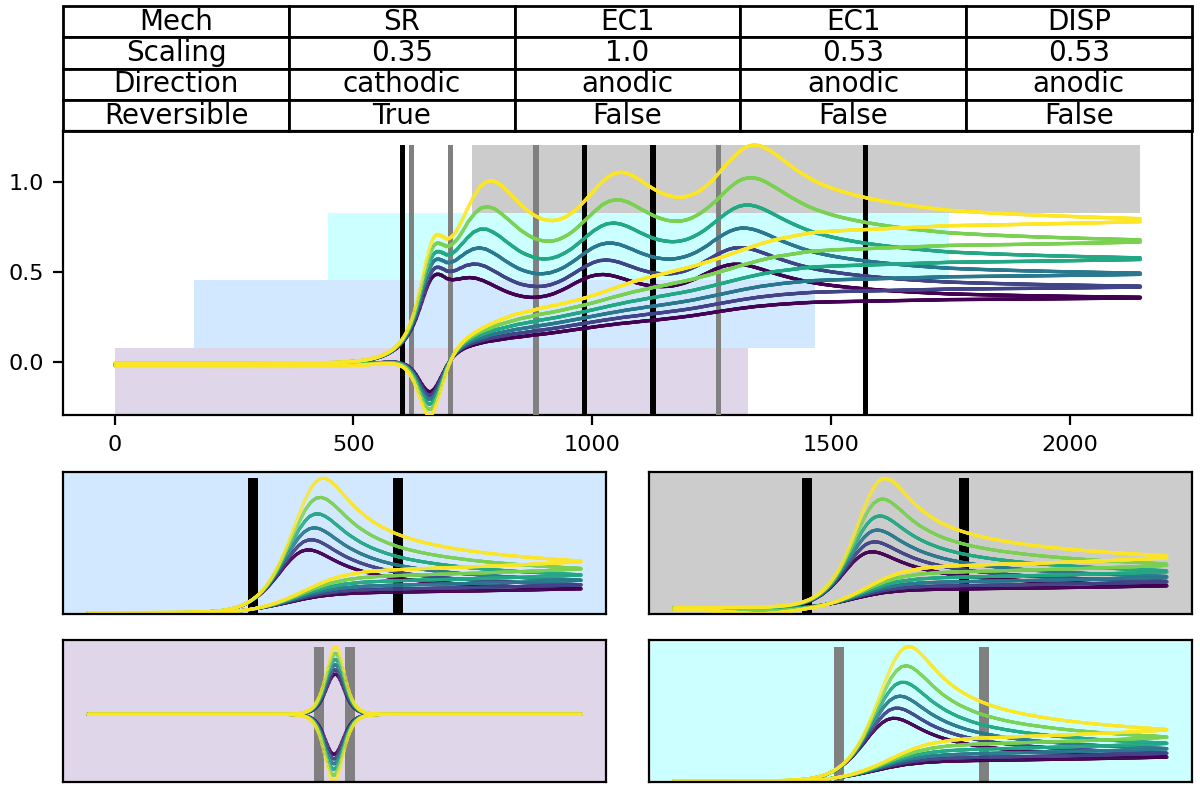 Mech SR EC1 EC1 DISP
Scaling 0.35 1.0 0.53 0.53
Direction cathodic anodic anodic anodic
Reversible True False False False
1.0
0.5
0.0
0 500 1000 1500 2000